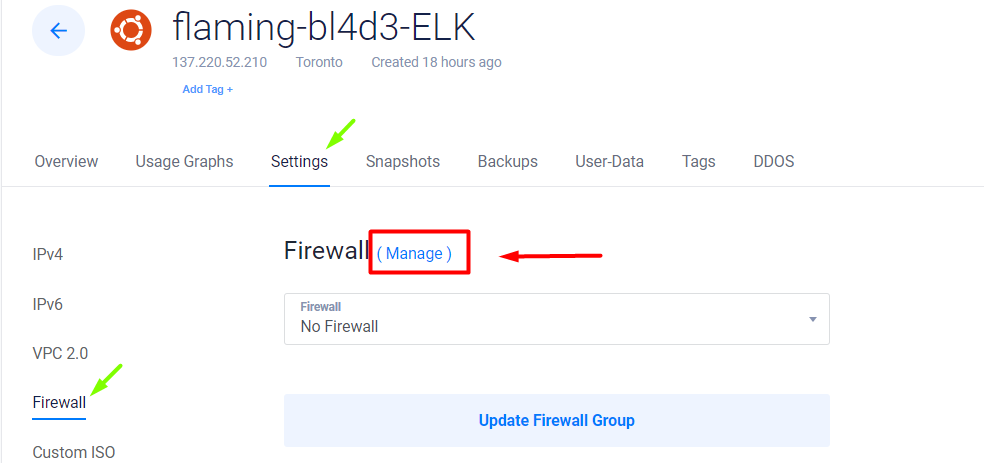 flaming-bl4d3-ELK
137.220.52.210 Toronto Created 18 hours ago
Add Tag +
Overview Usage Graphs Settings Snapshots Backups User-Data Tags DDOS
IPv4
IPv6
VPC 2.0
Firewall
Custom ISO
Firewall ( Manage )
Firewall
No Firewall
Update Firewall Group